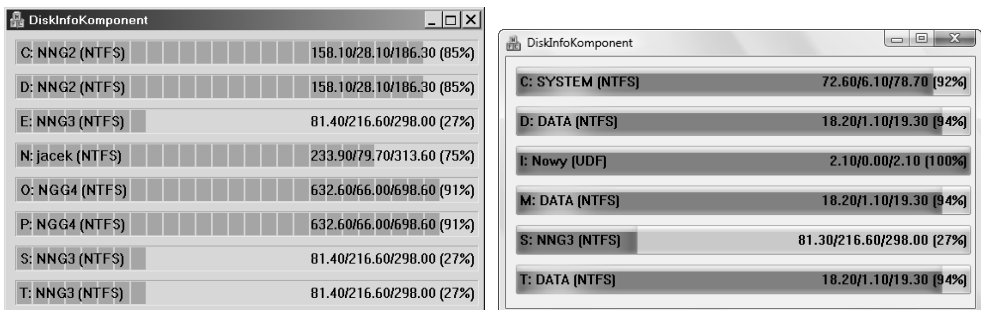 DiskInfoKomponent
C: NNG2 (NTFS) 158.10/28.10/186.30 (85%)
D: NNG2 (NTFS) 158.10/28.10/186.30 (85%)
E: NNG3 (NTFS) 81.40/216.60/298.00 (27%)
N: jacek (NTFS) 233.90/79.70/313.60 (75%)
O: NGG4 (NTFS) 632.60/66.00/698.60 (91%)
P: NGG4 (NTFS) 632.60/66.00/698.60 (91%)
S: NNG3 (NTFS) 81.40/216.60/298.00 (27%)
T: NNG3 (NTFS) 81.40/216.60/298.00 (27%)
DiskInfoKomponent
C: SYSTEM (NTFS) 72.60/6.10/78.70 (92%)
D: DATA (NTFS) 18.20/1.10/19.30 (94%)
I: Nowy (UDF) 2.10/0.00/2.10 (100%)
M: DATA (NTFS) 18.20/1.10/19.30 (94%)
S: NNG3 (NTFS) 81.30/216.60/298.00 (27%)
T: DATA (NTFS) 18.20/1.10/19.30 (94%)